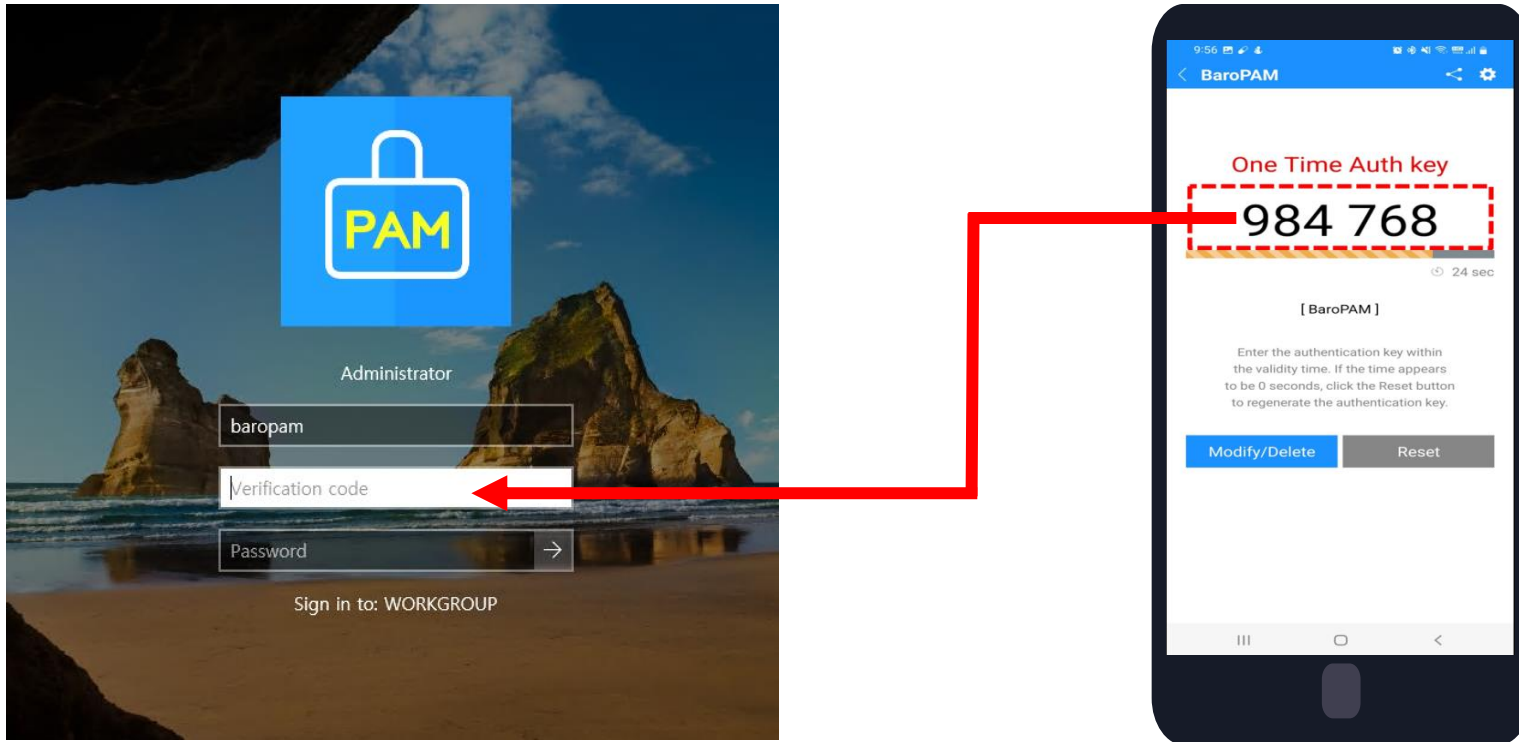 PAM
Administrator
baropam
Verification code
Password
Sign in to: WORKGROUP
9:56
BaroPAM
One Time Auth key
984 768
24 sec
[ BaroPAM ]
Enter the authentication key within
the validity time. If the time appears
to be 0 seconds, click the Reset button
to regenerate the authentication key.
Modify/Delete
Reset